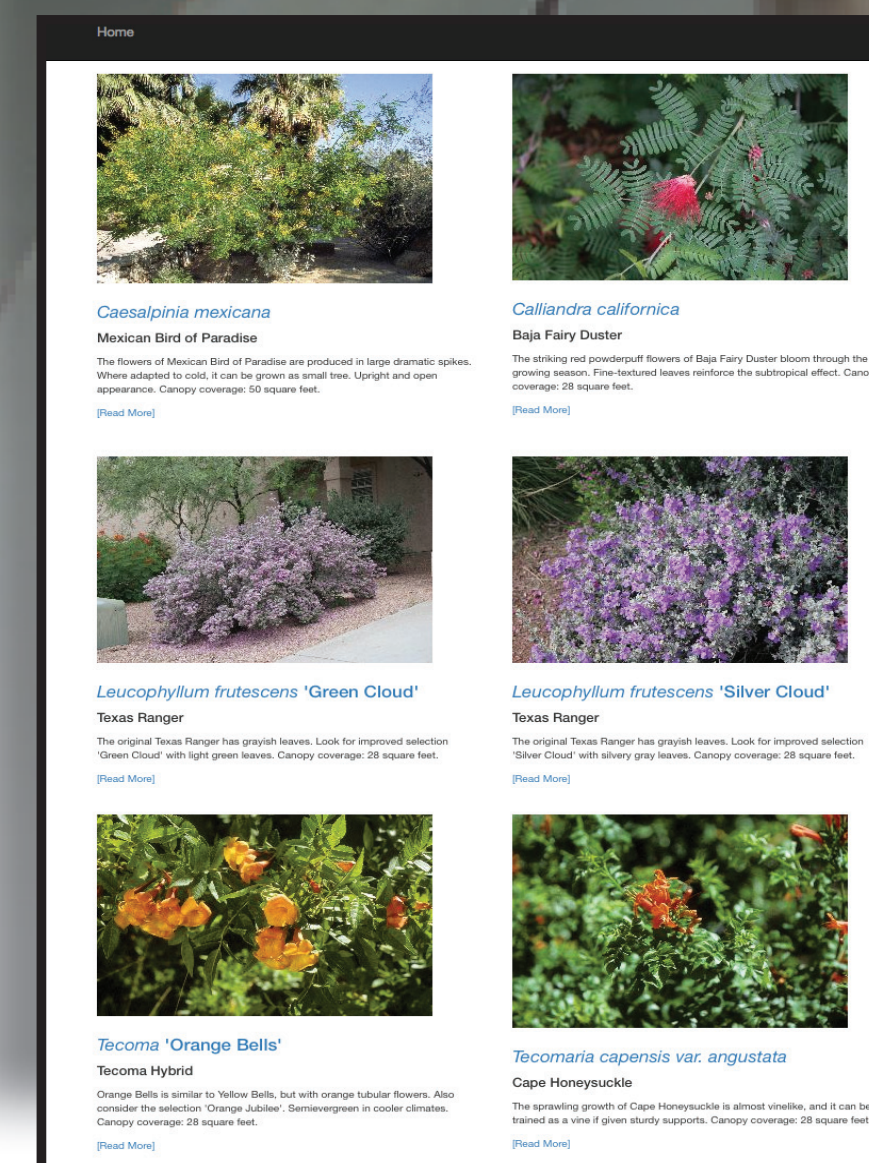 Home
Caesalpinia mexicana
Mexican Bird of Paradise
The flowers of Mexican Bird of Paradise are produced in large dramatic spikes.
Where adapted to cold, it can be grown as small tree. Upright and open
appearance. Canopy coverage: 50 square feet.
[Read More]
Calliandra californica
Baja Fairy Duster
The striking red powderpuff flowers of Baja Fairy Duster bloom through the
growing season. Fine-textured leaves reinforce the subtropical effect. Cano
coverage: 28 square feet.
[Read More]
Leucophyllum frutescens 'Green Cloud'
Texas Ranger
The original Texas Ranger has grayish leaves. Look for improved selection
'Green Cloud' with light green leaves. Canopy coverage: 28 square feet.
[Read More]
Leucophyllum frutescens 'Silver Cloud'
Texas Ranger
The original Texas Ranger has grayish leaves. Look for improved selection
'Silver Cloud' with silvery gray leaves. Canopy coverage: 28 square feet.
[Read More]
Tecoma 'Orange Bells'
Tecoma Hybrid
Orange Bells is similar to Yellow Bells, but with orange tubular flowers. Also
consider the selection 'Orange Jubilee'. Semievergreen in cooler climates.
Canopy coverage: 28 square feet.
[Read More]
Tecomaria capensis var. angustata
Cape Honeysuckle
The sprawling growth of Cape Honeysuckle is almost vinelike, and it can be
trained as a vine if given sturdy supports. Canopy coverage: 28 square feet
[Read More]